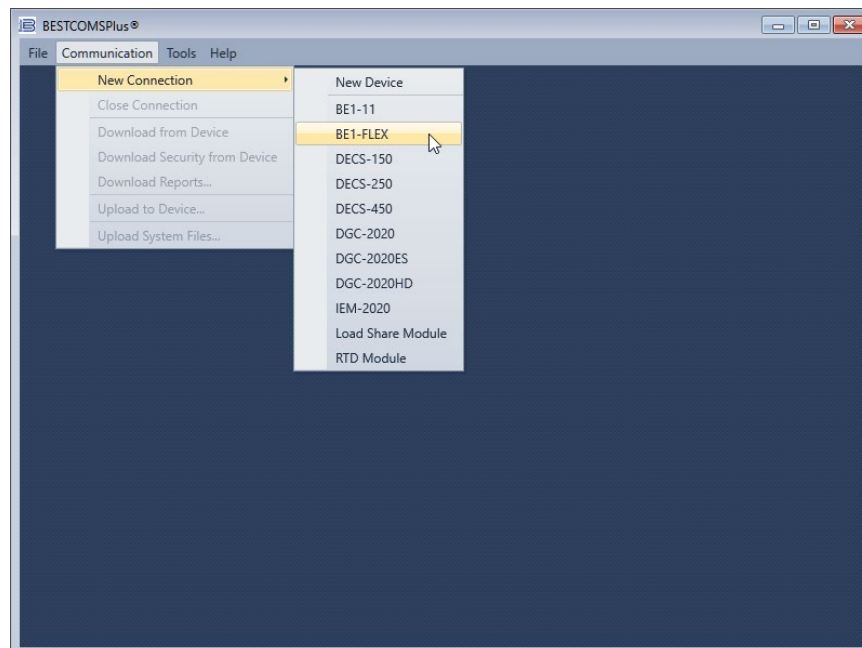 BESTCOMSPlus®
File Communication Tools Help
New Connection
Close Connection
Download from Device
Download Security from Device
Download Reports...
Upload to Device...
Upload System Files...
New Device
BE1-11
BE1-FLEX
DECS-150
DECS-250
DECS-450
DGC-2020
DGC-2020ES
DGC-2020HD
IEM-2020
Load Share Module
RTD Module